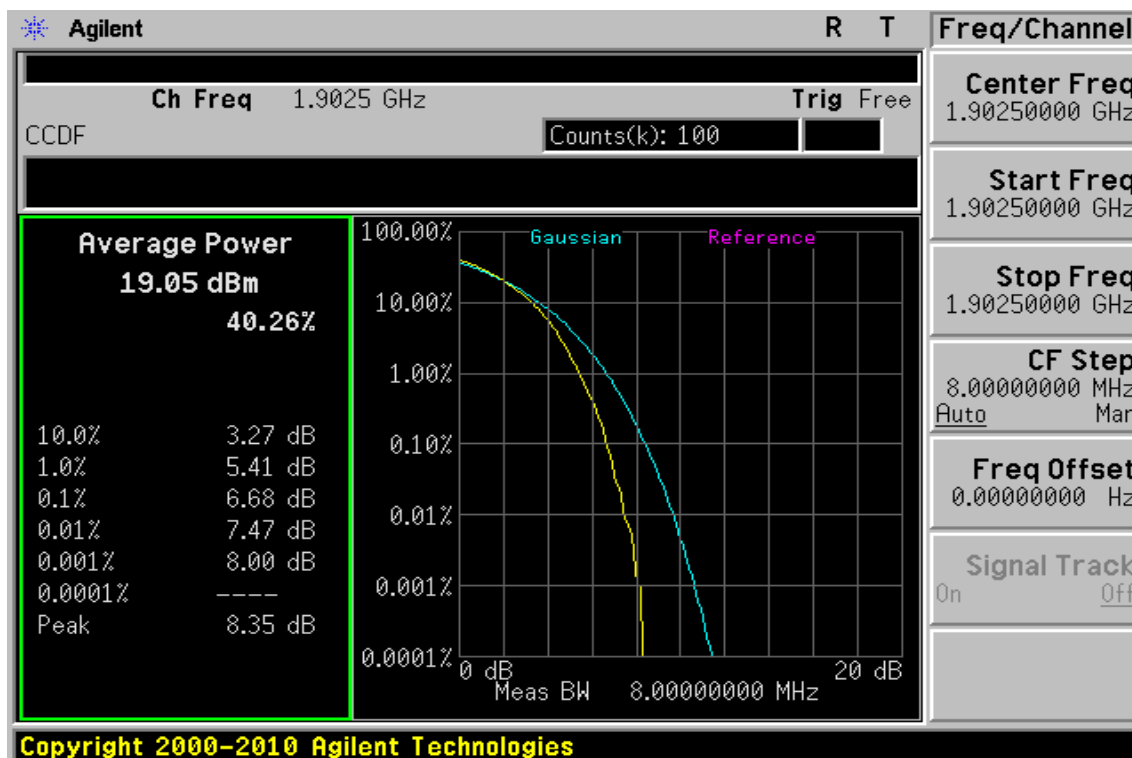 Agilent R T
Freq/Channel
Ch Freq 1.9025 GHz Trig Free
CCDF Counts(k): 100
Average Power
19.05 dBm
40.26%
10.0% 3.27 dB
1.0% 5.41 dB
0.1% 6.68 dB
0.01% 7.47 dB
0.001% 8.00 dB
0.0001% ----
Peak 8.35 dB
Gaussian Reference
100.00%
10.00%
1.00%
0.10%
0.01%
0.001%
0.0001%
0 dB 20 dB
Meas BW 8.00000000 MHz
Center Freq
1.90250000 GHz
Start Freq
1.90250000 GHz
Stop Freq
1.90250000 GHz
CF Step
8.00000000 MHz
Auto Man
Freq Offset
0.00000000 Hz
Signal Track
On Off
Copyright 2000-2010 Agilent Technologies